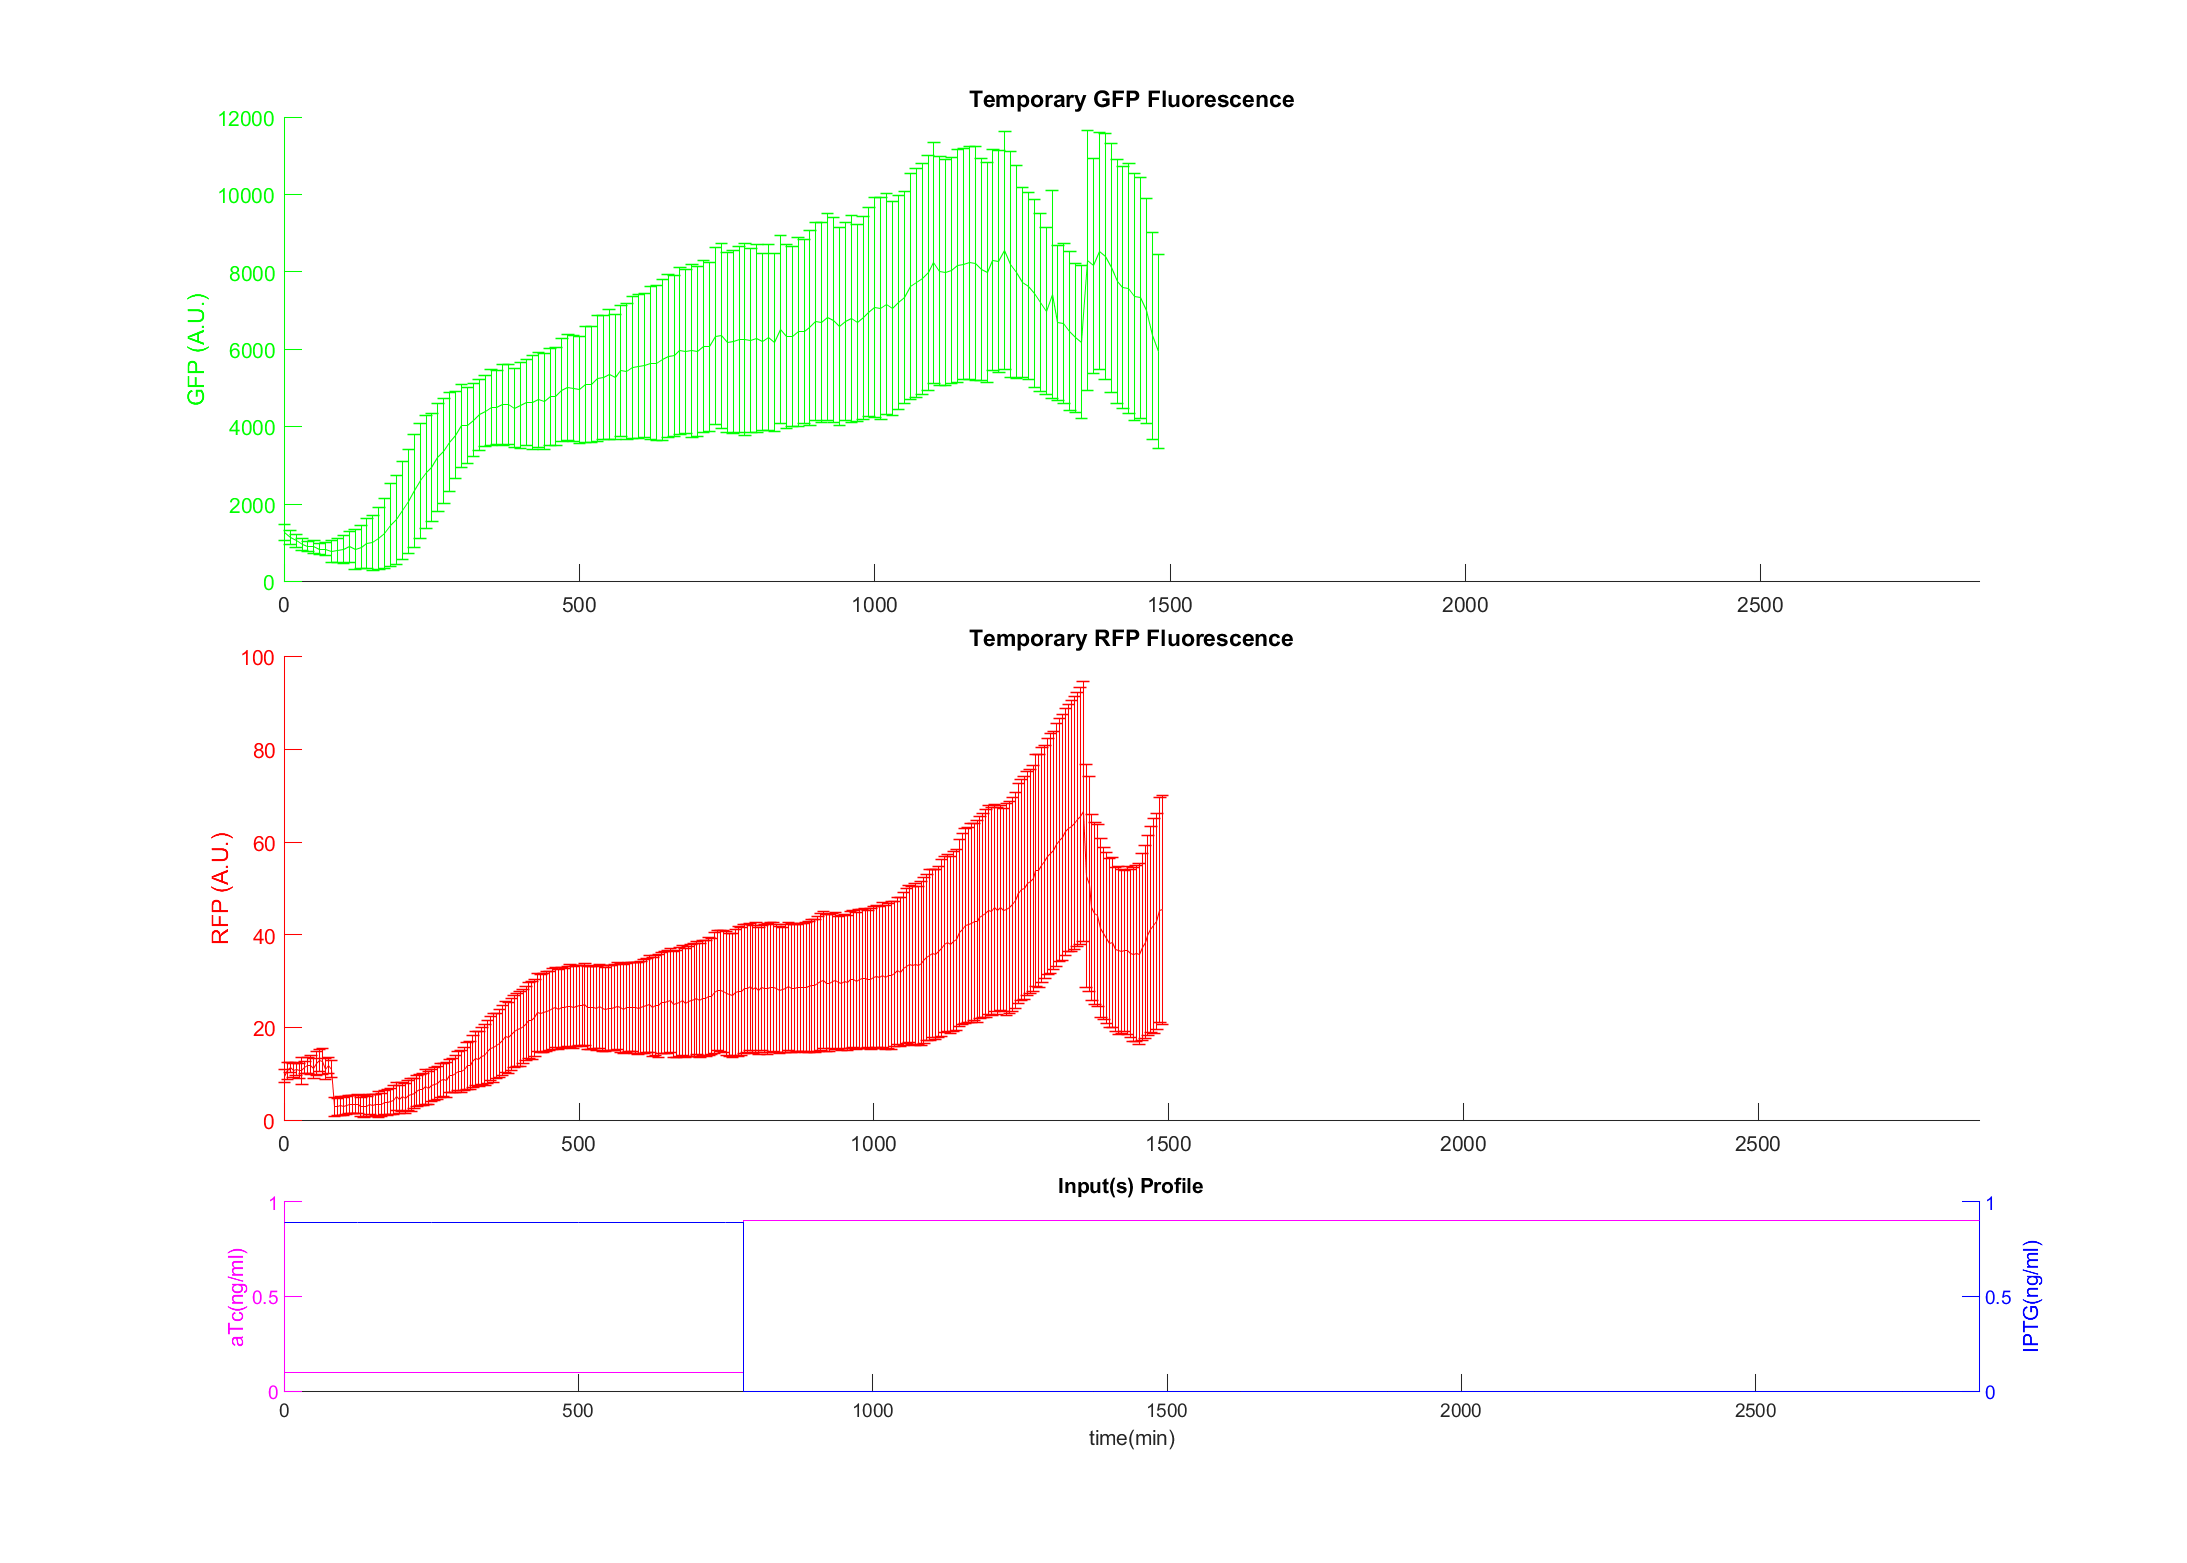 Temporary GFP Fluorescence
12000
10000
8000
6000
4000
2000
0
GFP (A.U.)
0 500 1000 1500 2000 2500
Temporary RFP Fluorescence
100
80
60
40
20
0
RFP (A.U.)
0 500 1000 1500 2000 2500
Input(s) Profile
1
0.5
0
aTc(ng/ml)
1
0.5
0
IPTG(ng/ml)
0 500 1000 1500 2000 2500
time(min)